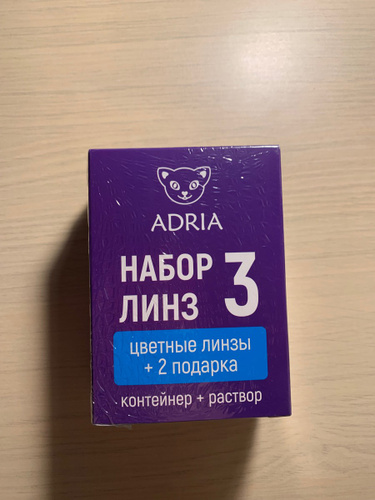 ADRIA
НАБОР
ЛИНЗ 3
цветные линзы
+ 2 подарка
контейнер + раствор